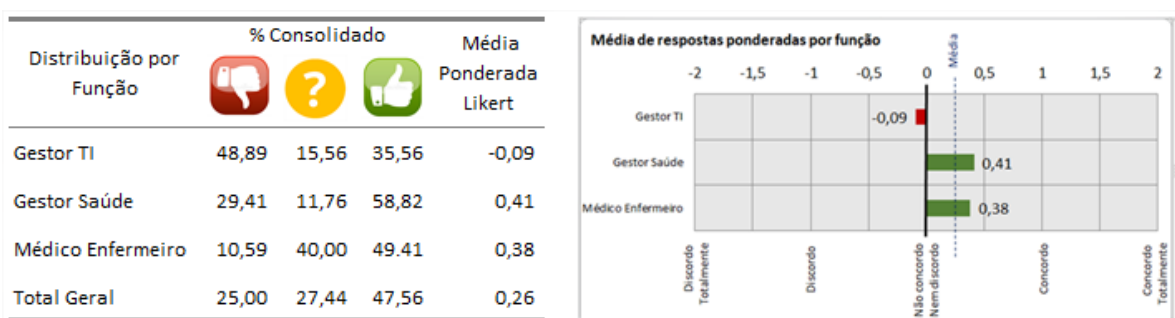 % Consolidado
Distribuição por Função
?
Média Ponderada Likert
Gestor TI 48,89 15,56 35,56 -0,09
Gestor Saúde 29,41 11,76 58,82 0,41
Médico Enfermeiro 10,59 40,00 49.41 0,38
Total Geral 25,00 27,44 47,56 0,26
Média de respostas ponderadas por função
Média
-2 -1,5 -1 -0,5 0 0,5 1 1,5 2
Gestor TI -0,09
Gestor Saúde 0,41
Médico Enfermeiro 0,38
Discordo Totalmente
Discordo
Não concordo Nem discordo
Concordo
Concordo Totalmente